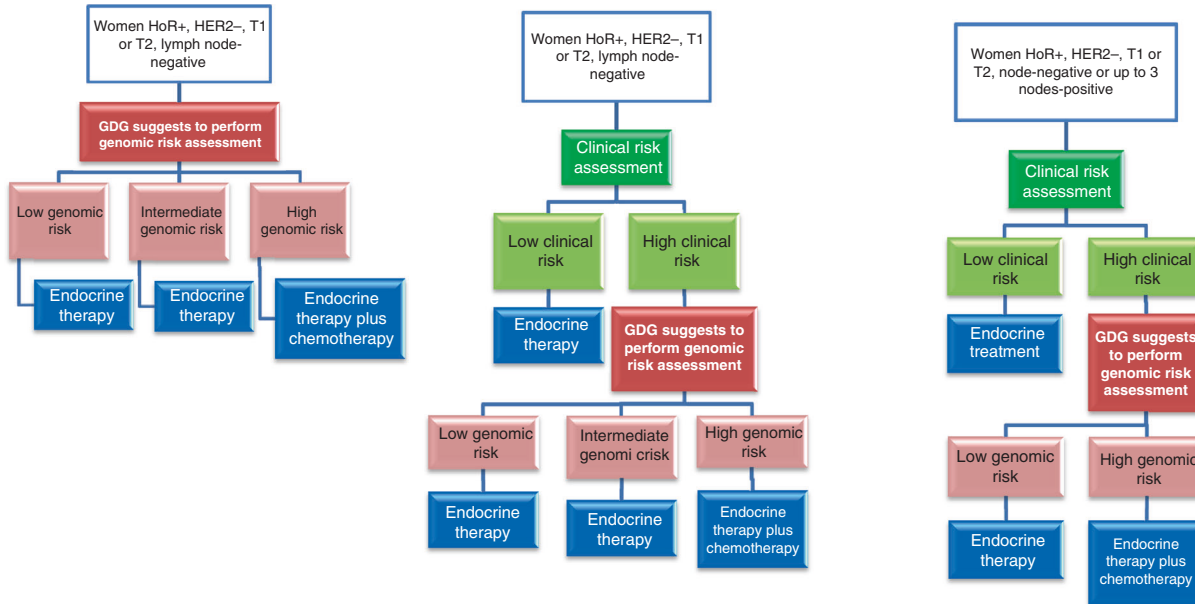 Women HoR+, HER2–, T1
or T2, lymph node-
negative
GDG suggests to perform
genomic risk assessment
Low genomic
risk
Intermediate
genomic risk
High
genomic risk
Endocrine
therapy
Endocrine
therapy
Endocrine
therapy plus
chemotherapy
Women HoR+, HER2–, T1
or T2, lymph node-
negative
Clinical risk
assessment
Low clinical
risk
High clinical
risk
Endocrine
therapy
GDG suggests to
perform genomic
risk assessment
Low genomic
risk
Intermediate
genomi crisk
High genomic
risk
Endocrine
therapy
Endocrine
therapy
Endocrine
therapy plus
chemotherapy
Women HoR+, HER2–, T1 or
T2, node-negative or up to 3
nodes-positive
Clinical risk
assessment
Low clinical
risk
High clinical
risk
Endocrine
treatment
GDG suggests
to perform
genomic risk
assessment
Low genomic
risk
High genomic
risk
Endocrine
therapy
Endocrine
therapy plus
chemotherapy